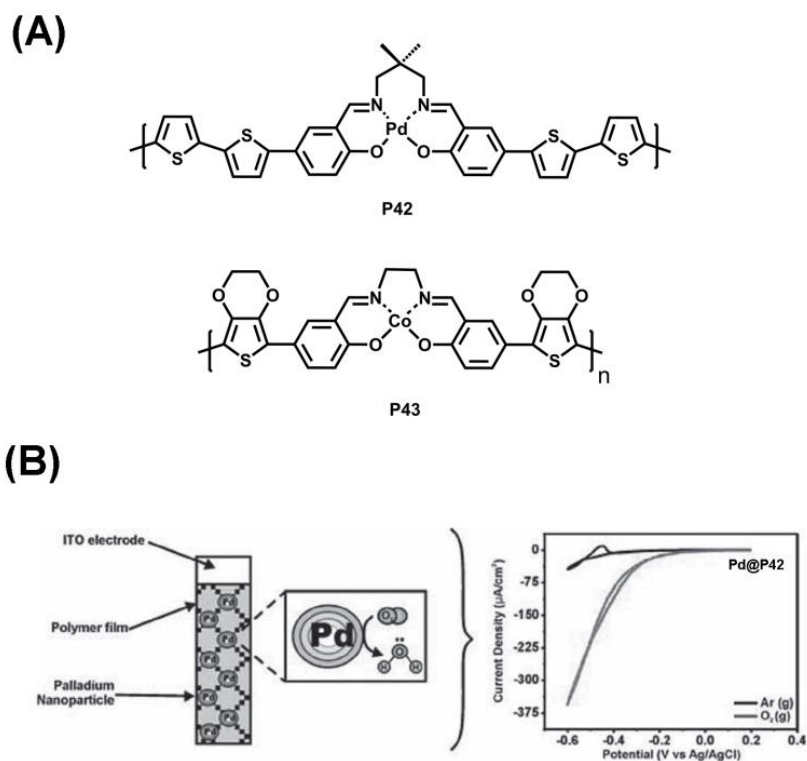 (A)
N N
Pd
O O
S S S S
P42
O O O O
N N
Co
O O
S S
n
P43
(B)
ITO electrode
Polymer film
Palladium
Nanoparticle
Pd
Pd
Pd
Pd
Pd
Pd
Pd
Pd
Pd
O
O
H H
Pd@P42
Current Density (µA/cm²)
0
-75
-150
-225
-300
-375
Ar (g)
O₂(g)
-0.6 -0.4 -0.2 0.0 0.2 0.4
Potential (V vs Ag/AgCl)